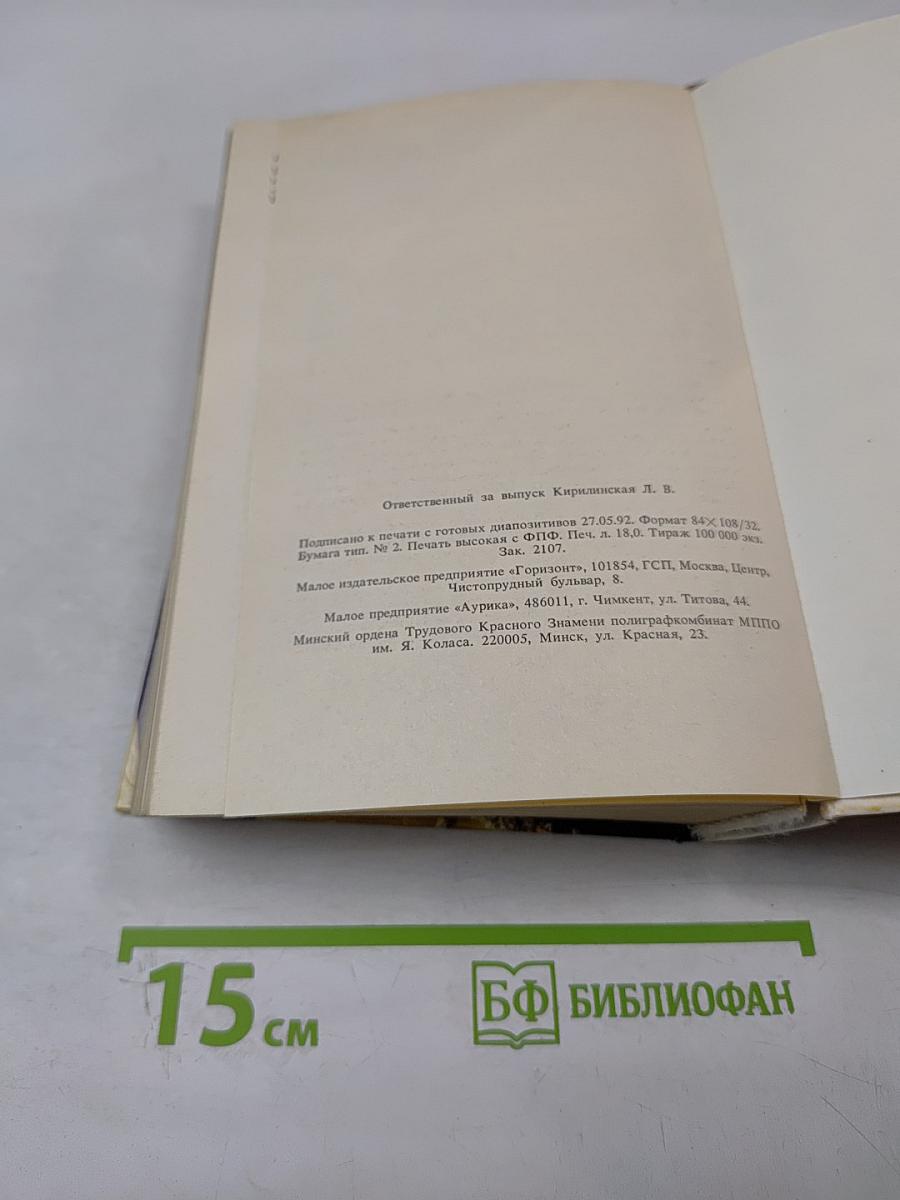 Ответственный за выпуск Кирилинская Л. В.
Подписано к печати с готовых диапозитивов 27.05.92. Формат 84×108/32.
Бумага тип. № 2. Печать высокая с ФПФ. Печ. л. 18,0. Тираж 100 000 экз.
Зак. 2107.
Малое издательское предприятие «Горизонт», 101854, ГСП, Москва, Центр,
Чистопрудный бульвар, 8.
Малое предприятие «Аурика», 486011, г. Чимкент, ул. Титова, 44.
Минский ордена Трудового Красного Знамени полиграфкомбинат МППО
им. Я. Коласа. 220005, Минск, ул. Красная, 23.
15 см
БФ БИБЛИОФАН